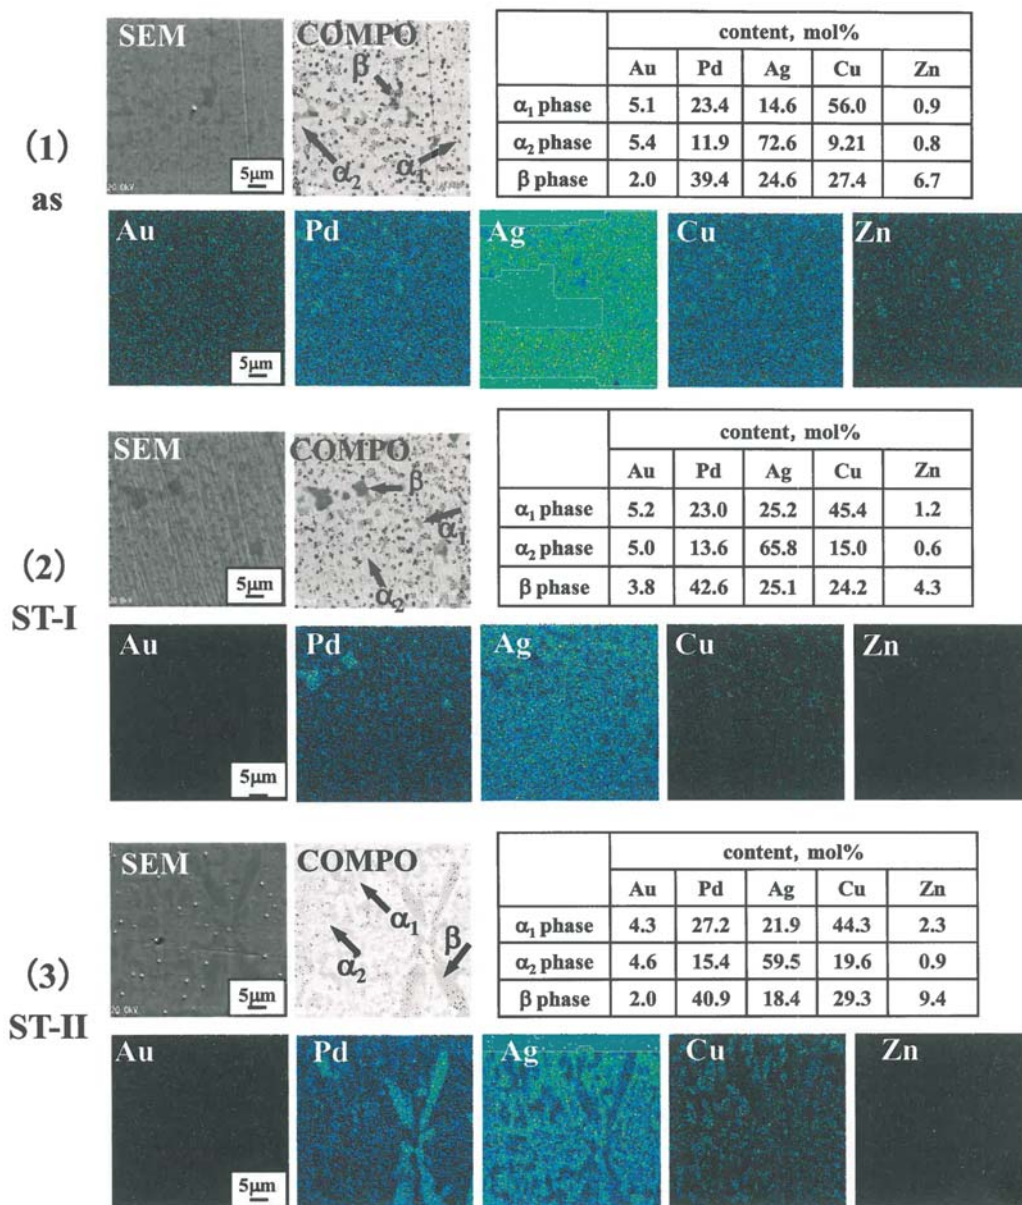 (1)
as
SEM
5μm
COMPO
β
α₂
α₁
content, mol%
Au Pd Ag Cu Zn
α₁ phase 5.1 23.4 14.6 56.0 0.9
α₂ phase 5.4 11.9 72.6 9.21 0.8
β phase 2.0 39.4 24.6 27.4 6.7
Au Pd Ag Cu Zn
5μm
(2)
ST-I
SEM
5μm
COMPO
β
α₁
α₂
content, mol%
Au Pd Ag Cu Zn
α₁ phase 5.2 23.0 25.2 45.4 1.2
α₂ phase 5.0 13.6 65.8 15.0 0.6
β phase 3.8 42.6 25.1 24.2 4.3
Au Pd Ag Cu Zn
5μm
(3)
ST-II
SEM
5μm
COMPO
α₁
α₂
β
content, mol%
Au Pd Ag Cu Zn
α₁ phase 4.3 27.2 21.9 44.3 2.3
α₂ phase 4.6 15.4 59.5 19.6 0.9
β phase 2.0 40.9 18.4 29.3 9.4
Au Pd Ag Cu Zn
5μm